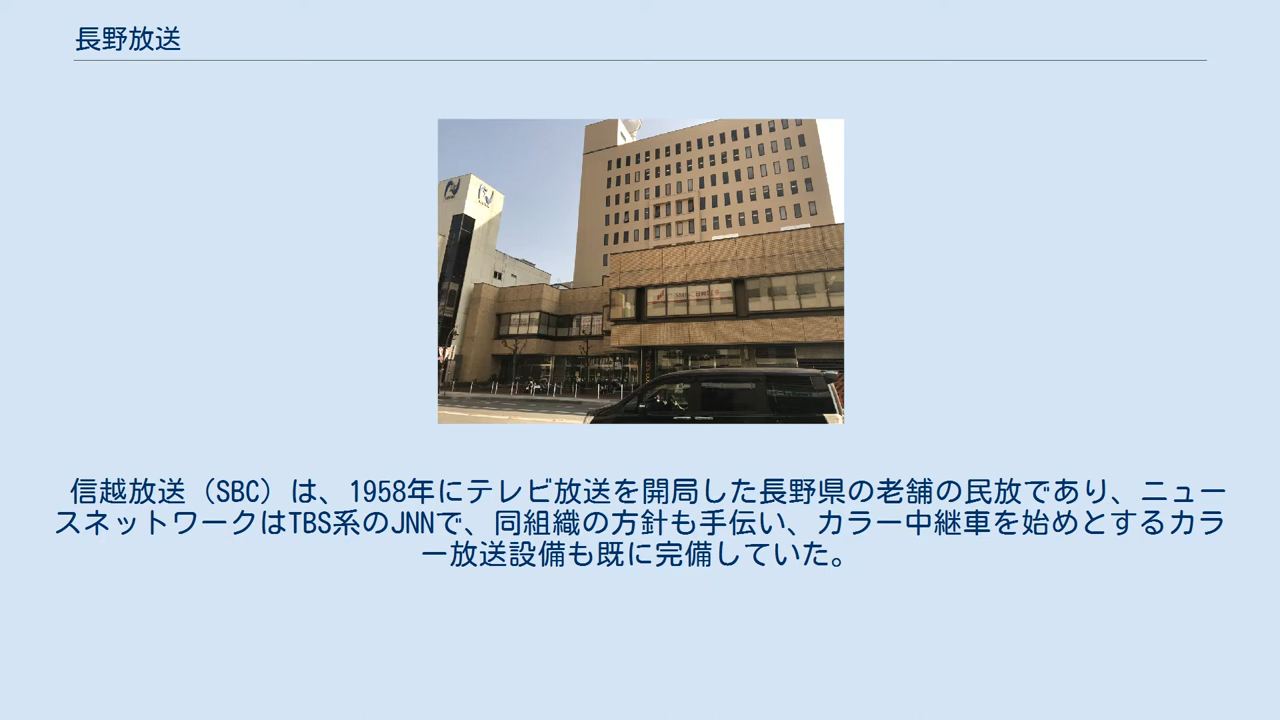 長野放送
信越放送（SBC）は、1958年にテレビ放送を開局した長野県の老舗の民放であり、ニュー
スネットワークはTBS系のJNNで、同組織の方針も手伝い、カラー中継車を始めとするカラ
ー放送設備も既に完備していた。